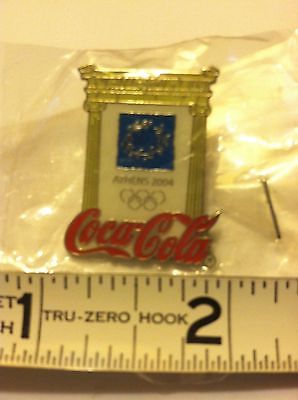 ATHENS 2004
Coca-Cola
®
1 TRU-ZERO HOOK 2